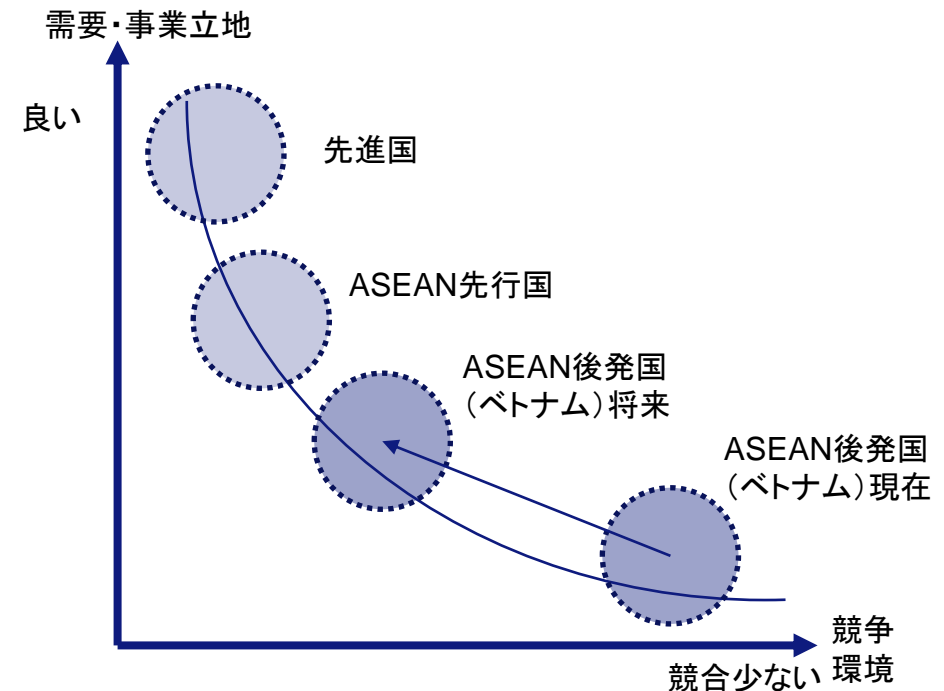 需要・事業立地
良い
先進国
ASEAN先行国
ASEAN後発国
（ベトナム）将来
ASEAN後発国
（ベトナム）現在
競争
環境
競合少ない